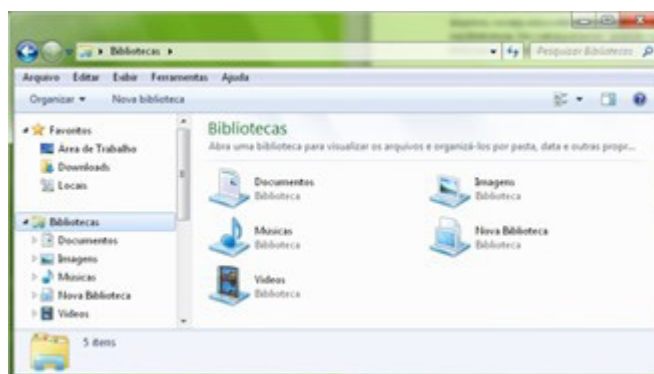 Bibliotecas
Pesquisar Bibliotecas
Arquivo Editar Exibir Ferramentas Ajuda
Organizar Nova biblioteca
Favoritos
Área de Trabalho
Downloads
Locais
Bibliotecas
Documentos
Imagens
Músicas
Nova Biblioteca
Vídeos
Bibliotecas
Abra uma biblioteca para visualizar os arquivos e organizá-los por pasta, data e outras propr...
Documentos
Biblioteca
Imagens
Biblioteca
Músicas
Biblioteca
Nova Biblioteca
Biblioteca
Vídeos
Biblioteca
5 itens